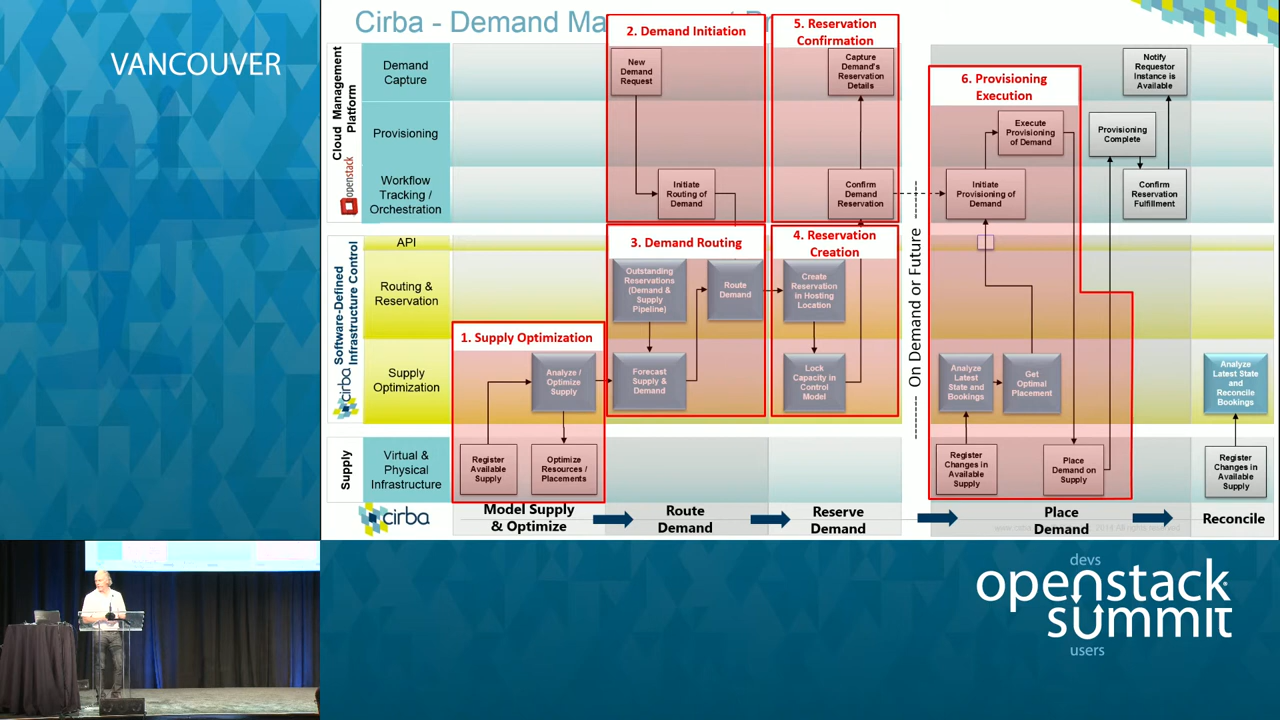 VANCOUVER
Cirba - Demand Ma
Cloud Management
Platform
openstack
Demand
Capture
Provisioning
Workflow
Tracking /
Orchestration
Software-Defined
Infrastructure Control
cirba
API
Routing &
Reservation
Supply
Optimization
Supply
Virtual &
Physical
Infrastructure
1. Supply Optimization
Analyze /
Optimize
Supply
Register
Available
Supply
Optimize
Resources /
Placements
2. Demand Initiation
New
Demand
Request
Initiate
Routing of
Demand
3. Demand Routing
Outstanding
Reservations
(Demand &
Supply
Pipeline)
Route
Demand
Forecast
Supply &
Demand
4. Reservation
Creation
Create
Reservation
in Hosting
Location
Lock
Capacity in
Control
Model
5. Reservation
Confirmation
Capture
Demand's
Reservation
Details
Confirm
Demand
Reservation
On Demand or Future
6. Provisioning
Execution
Execute
Provisioning
of Demand
Initiate
Provisioning of
Demand
Analyze
Latest
State and
Bookings
Get
Optimal
Placement
Register
Changes in
Available
Supply
Place
Demand on
Supply
Notify
Requestor
Instance is
Available
Provisioning
Complete
Confirm
Reservation
Fulfillment
Analyze
Latest State
and
Reconcile
Bookings
Register
Changes in
Available
Supply
cirba
Model Supply
& Optimize
Route
Demand
Reserve
Demand
Place
Demand
Reconcile
devs
openstack
summit
users